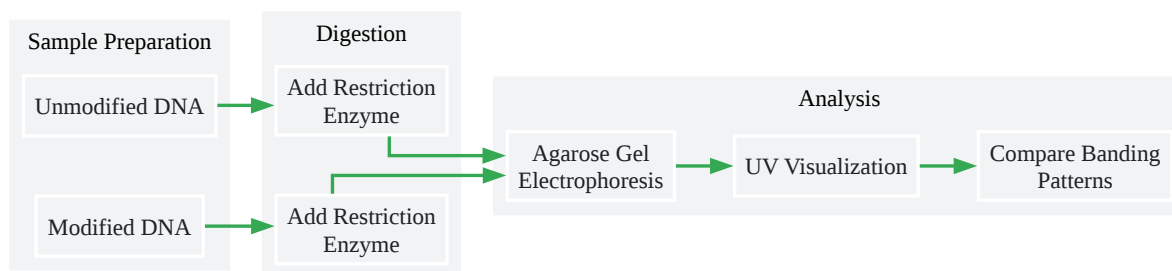 Sample Preparation
Unmodified DNA
Modified DNA
Digestion
Add Restriction
Enzyme
Add Restriction
Enzyme
Analysis
Agarose Gel
Electrophoresis
UV Visualization
Compare Banding
Patterns